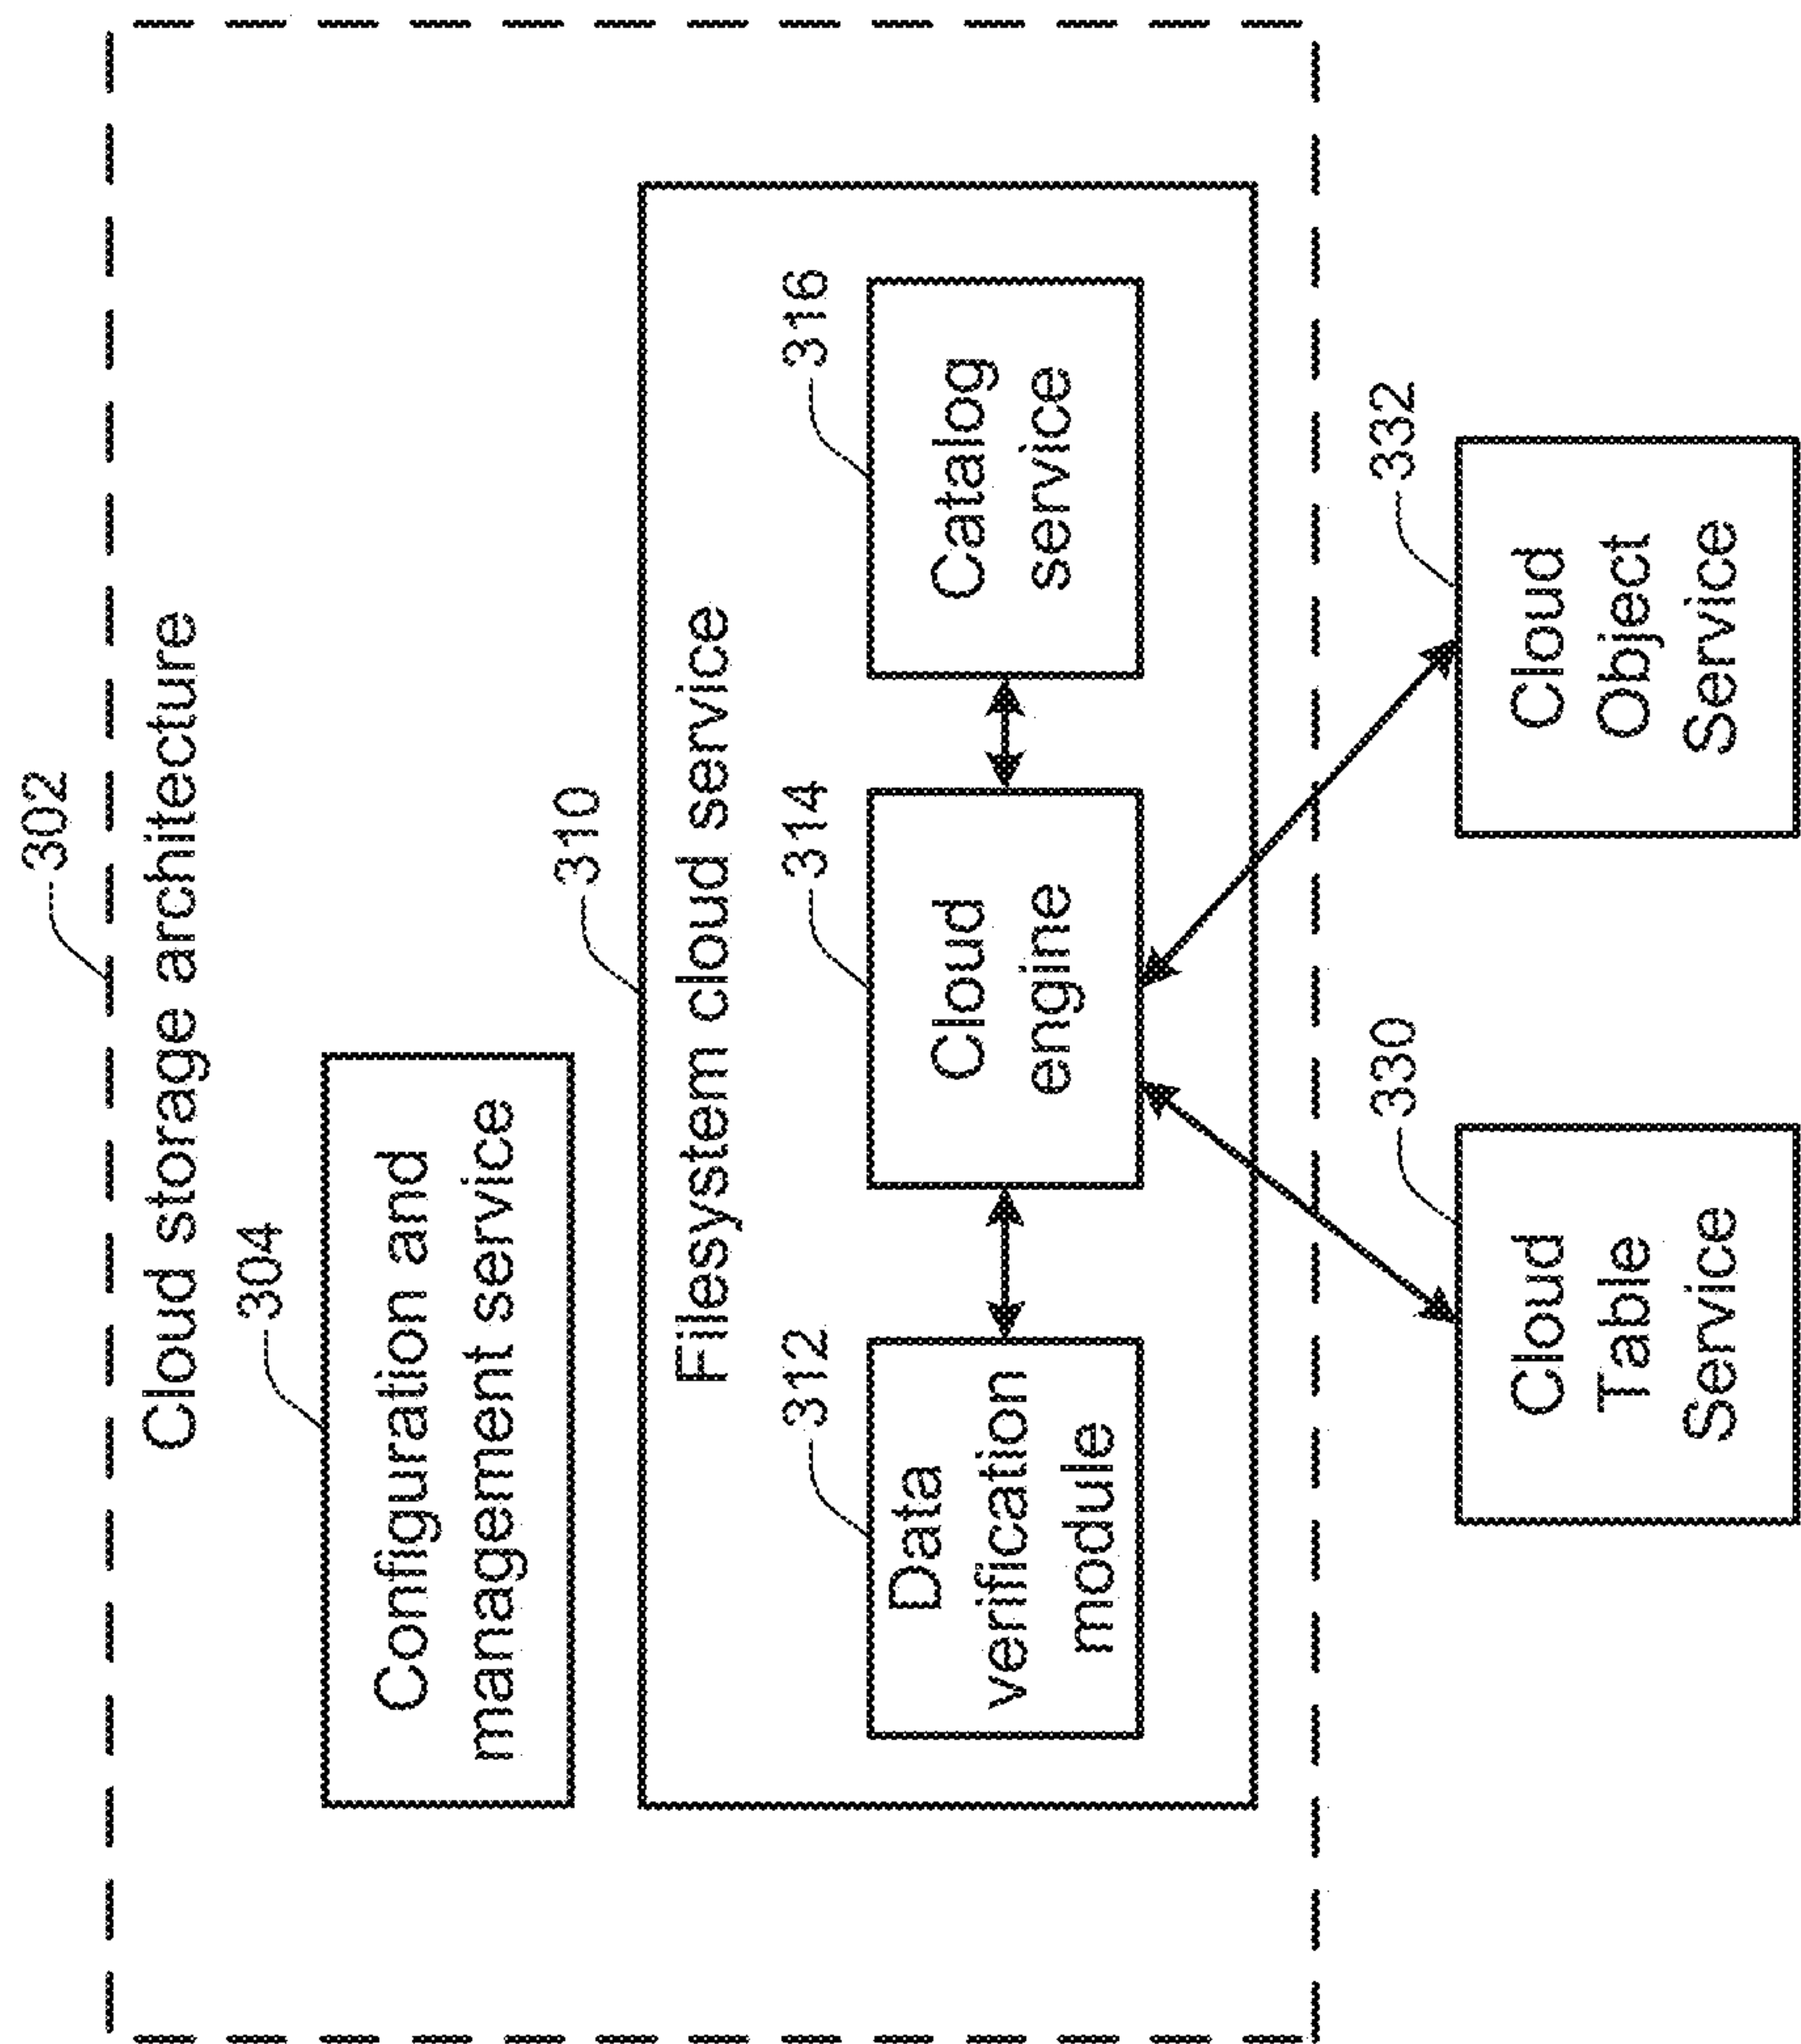 302
Cloud storage architecture
304
Configuration and
management service
310
Filesystem cloud service
312
Data
verification
module
314
Cloud
engine
316
Catalog
service
330
Cloud
Table
Service
332
Cloud
Object
Service